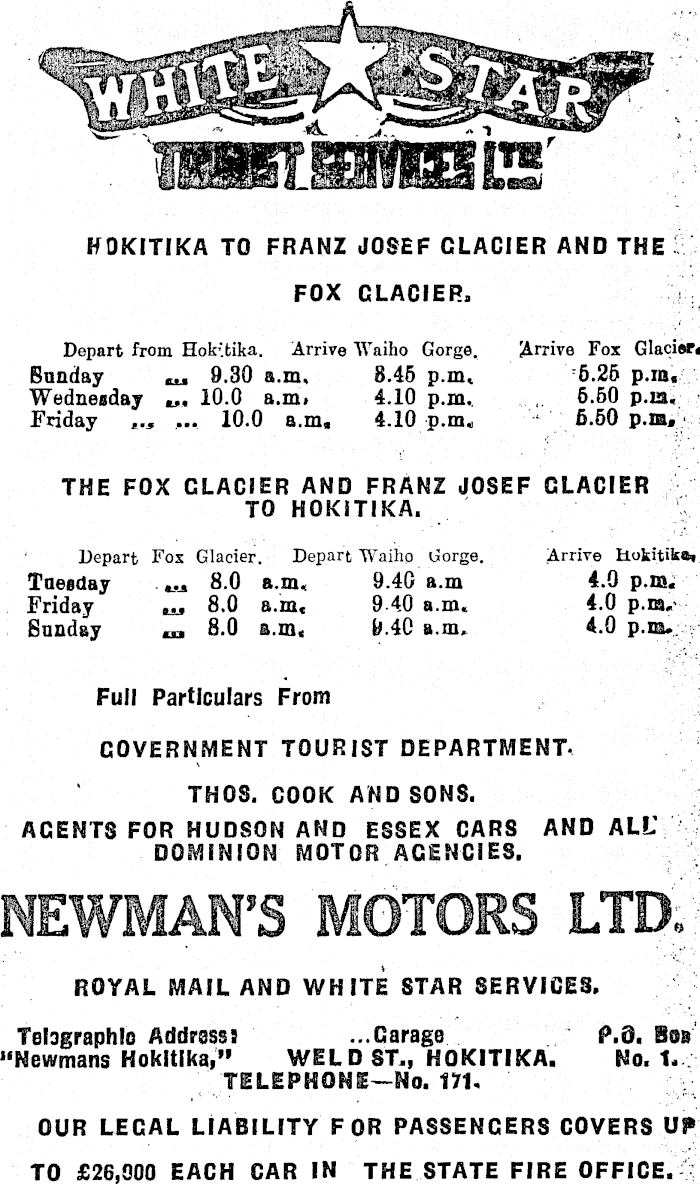 WHITE STAR
TOURIST SERVICES LTD
HOKITIKA TO FRANZ JOSEF GLACIER AND THE
FOX GLACIER.
Depart from Hokitika. Arrive Waiho Gorge. Arrive Fox Glacier.
Sunday ... 9.30 a.m. 3.45 p.m. 5.25 p.m.
Wednesday ... 10.0 a.m. 4.10 p.m. 5.50 p.m.
Friday ... ... 10.0 a.m. 4.10 p.m. 5.50 p.m.
THE FOX GLACIER AND FRANZ JOSEF GLACIER
TO HOKITIKA.
Depart Fox Glacier. Depart Waiho Gorge. Arrive Hokitika.
Tuesday ... 8.0 a.m. 9.40 a.m 4.0 p.m.
Friday ... 8.0 a.m. 9.40 a.m. 4.0 p.m.
Sunday ... 8.0 a.m. 9.40 a.m. 4.0 p.m.
Full Particulars From
GOVERNMENT TOURIST DEPARTMENT.
THOS. COOK AND SONS.
AGENTS FOR HUDSON AND ESSEX CARS AND ALL
DOMINION MOTOR AGENCIES.
NEWMAN'S MOTORS LTD.
ROYAL MAIL AND WHITE STAR SERVICES.
Telegraphic Address: ...Garage P.O. Box
"Newmans Hokitika," WELD ST., HOKITIKA. No. 1.
TELEPHONE—No. 171.
OUR LEGAL LIABILITY FOR PASSENGERS COVERS UP
TO £26,000 EACH CAR IN THE STATE FIRE OFFICE.